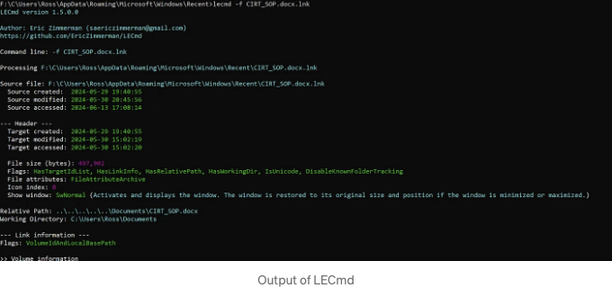 F:\C\Users\Ross\AppData\Roaming\Microsoft\Windows\Recent>lecmd -f CIRT_SOP.docx.lnk
LECmd version 1.5.0.0
Author: Eric Zimmerman (saericzimmerman@gmail.com)
https://github.com/EricZimmerman/LECmd
Command line: -f CIRT_SOP.docx.lnk
Processing F:\C\Users\Ross\AppData\Roaming\Microsoft\Windows\Recent\CIRT_SOP.docx.lnk
Source file: F:\C\Users\Ross\AppData\Roaming\Microsoft\Windows\Recent\CIRT_SOP.docx.lnk
Source created: 2024-05-29 19:40:55
Source modified: 2024-05-30 20:45:56
Source accessed: 2024-06-13 17:08:14
--- Header ---
Target created: 2024-05-29 19:40:55
Target modified: 2024-05-30 15:02:19
Target accessed: 2024-05-30 15:02:20
File size (bytes): 497,902
Flags: HasTargetIdList, HasLinkInfo, HasRelativePath, HasWorkingDir, IsUnicode, DisableKnownFolderTracking
File attributes: FileAttributeArchive
Icon index: 0
Show window: SwNormal (Activates and displays the window. The window is restored to its original size and position if the window is minimized or maximized.)
Relative Path: ..\..\..\..\..\Documents\CIRT_SOP.docx
Working Directory: C:\Users\Ross\Documents
--- Link information ---
Flags: VolumeIdAndLocalBasePath
>> Volume information
Output of LECmd